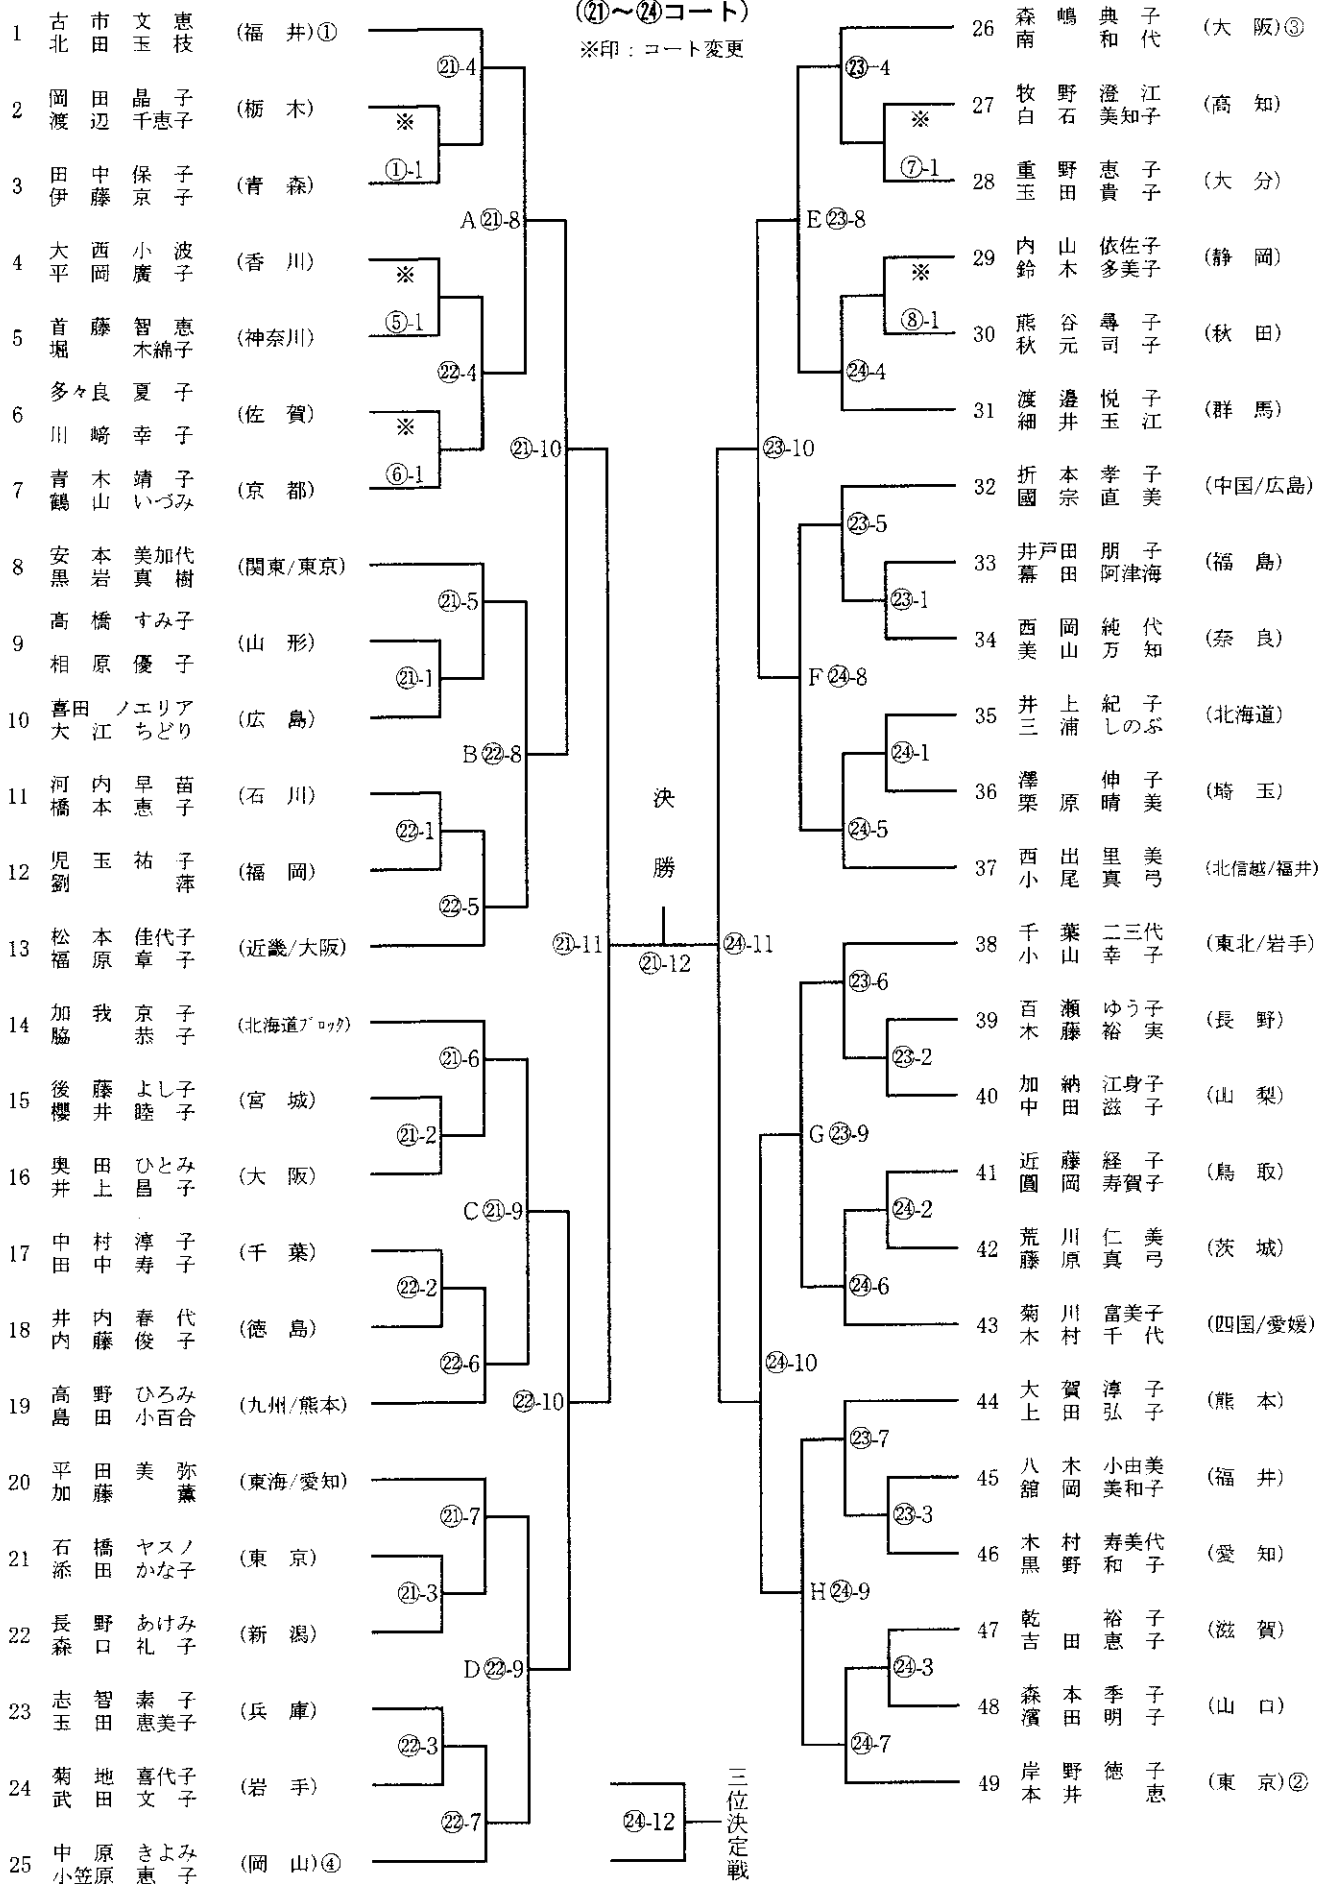 (㉑～㉔コート)
※印：コート変更
1 古市文恵 (福井)①
北田玉枝
2 岡田晶子 (栃木)
渡辺千恵子
3 田中保子 (青森)
伊藤京子
4 大西小波 (香川)
平岡廣子
5 首藤智恵 (神奈川)
堀木綿子
6 多々良夏子 (佐賀)
川﨑幸子
7 青木靖子 (京都)
鶴山いづみ
8 安本美加代 (関東/東京)
黒岩真樹
9 高橋すみ子 (山形)
相原優子
10 喜田ノエリア (広島)
大江ちどり
11 河内早苗 (石川)
橋本恵子
12 児玉祐子 (福岡)
劉萍
13 松本佳代子 (近畿/大阪)
福原章子
14 加我京子 (北海道ブロック)
脇恭子
15 後藤よし子 (宮城)
櫻井睦子
16 奥田ひとみ (大阪)
井上昌子
17 中村淳子 (千葉)
田中寿子
18 井内春代 (徳島)
内藤俊子
19 高野ひろみ (九州/熊本)
島田小百合
20 平田美弥 (東海/愛知)
加藤薫
21 石橋ヤスノ (東京)
添田かな子
22 長野あけみ (新潟)
森口礼子
23 志智素子 (兵庫)
玉田恵美子
24 菊地喜代子 (岩手)
武田文子
25 中原きよみ (岡山)④
小笠原恵子
㉑-4
※
①-1
A㉑-8
※
⑤-1
㉒-4
※
⑥-1
㉑-10
㉑-5
㉑-1
B㉒-8
㉒-1
㉒-5
㉑-11
㉑-6
㉑-2
C㉑-9
㉒-2
㉒-6
㉒-10
㉑-7
㉑-3
D㉒-9
㉒-3
㉒-7
決勝
㉑-12
㉔-12
三位決定戦
㉓-4
※
⑦-1
E㉓-8
※
⑧-1
㉔-4
㉓-10
㉓-5
㉓-1
F㉔-8
㉔-1
㉔-5
㉔-11
㉓-6
㉓-2
G㉓-9
㉔-2
㉔-6
㉔-10
㉓-7
㉓-3
H㉔-9
㉔-3
㉔-7
26 森嶋典子 (大阪)③
南和代
27 牧野澄江 (高知)
白石美知子
28 重野恵子 (大分)
玉田貴子
29 内山依佐子 (静岡)
鈴木多美子
30 熊谷尋子 (秋田)
秋元司子
31 渡邉悦子 (群馬)
細井玉江
32 折本孝子 (中国/広島)
國宗直美
33 井戸田朋子 (福島)
幕田阿津海
34 西岡純代 (奈良)
美山万知
35 井上紀子 (北海道)
三浦しのぶ
36 澤伸子 (埼玉)
栗原晴美
37 西出里美 (北信越/福井)
小尾真弓
38 千葉二三代 (東北/岩手)
小山幸子
39 百瀬ゆう子 (長野)
木藤裕実
40 加納江身子 (山梨)
中田滋子
41 近藤経子 (鳥取)
圓岡寿賀子
42 荒川仁美 (茨城)
藤原真弓
43 菊川富美子 (四国/愛媛)
木村千代
44 大賀淳子 (熊本)
上田弘子
45 八木小由美 (福井)
舘岡美和子
46 木村寿美代 (愛知)
黒野和子
47 乾裕子 (滋賀)
吉田恵子
48 森本季子 (山口)
濱田明子
49 岸野徳子 (東京)②
本井恵